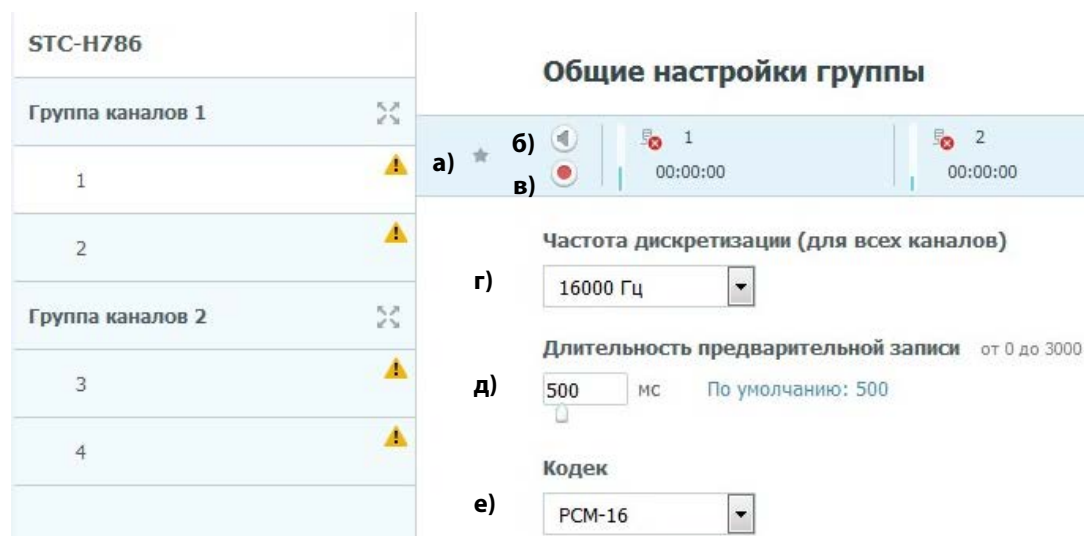 STC-H786
Группа каналов 1
1
2
Группа каналов 2
3
4
Общие настройки группы
а) б) 1 2
в) 00:00:00 00:00:00
Частота дискретизации (для всех каналов)
г) 16000 Гц
Длительность предварительной записи от 0 до 3000
д) 500 мс По умолчанию: 500
Кодек
е) PCM-16